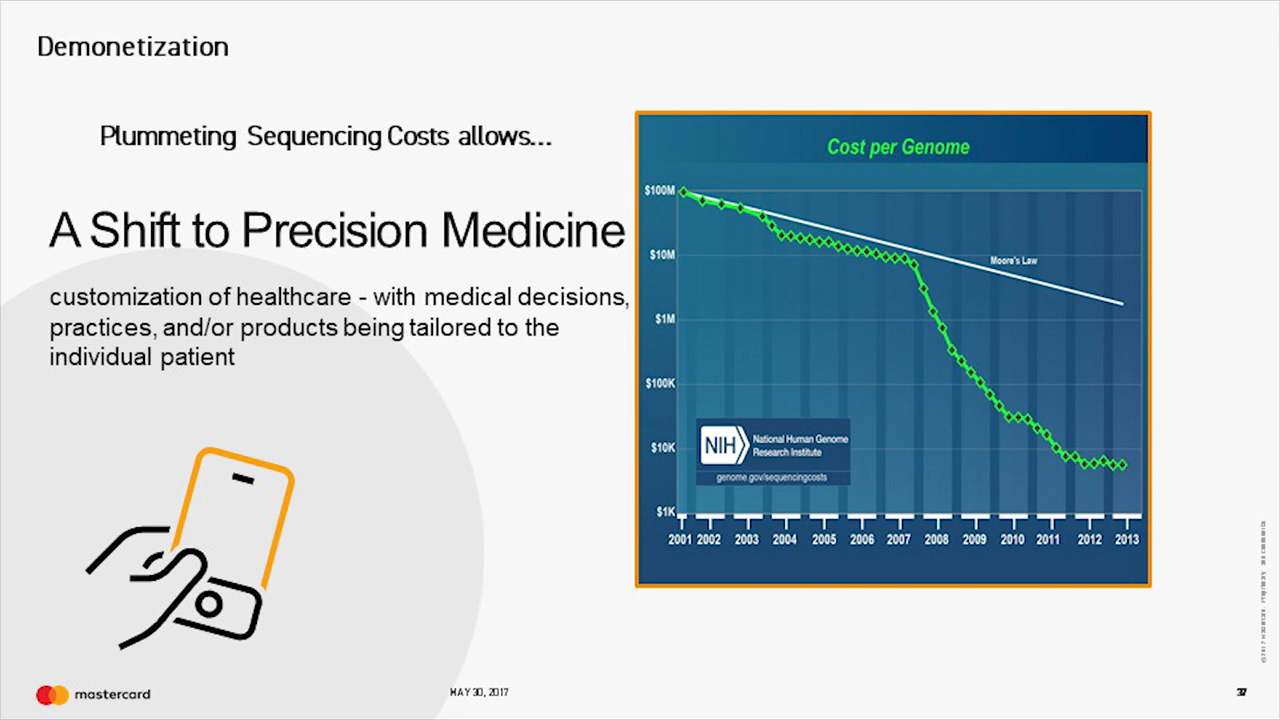 Demonetization
Plummeting Sequencing Costs allows...
A Shift to Precision Medicine
customization of healthcare - with medical decisions,
practices, and/or products being tailored to the
individual patient
Cost per Genome
$100M
$10M
$1M
$100K
$10K
$1K
Moore's Law
NIH
National Human Genome
Research Institute
genome.gov/sequencingcosts
2001 2002 2003 2004 2005 2006 2007 2008 2009 2010 2011 2012 2013
mastercard
MAY 30, 2017
37